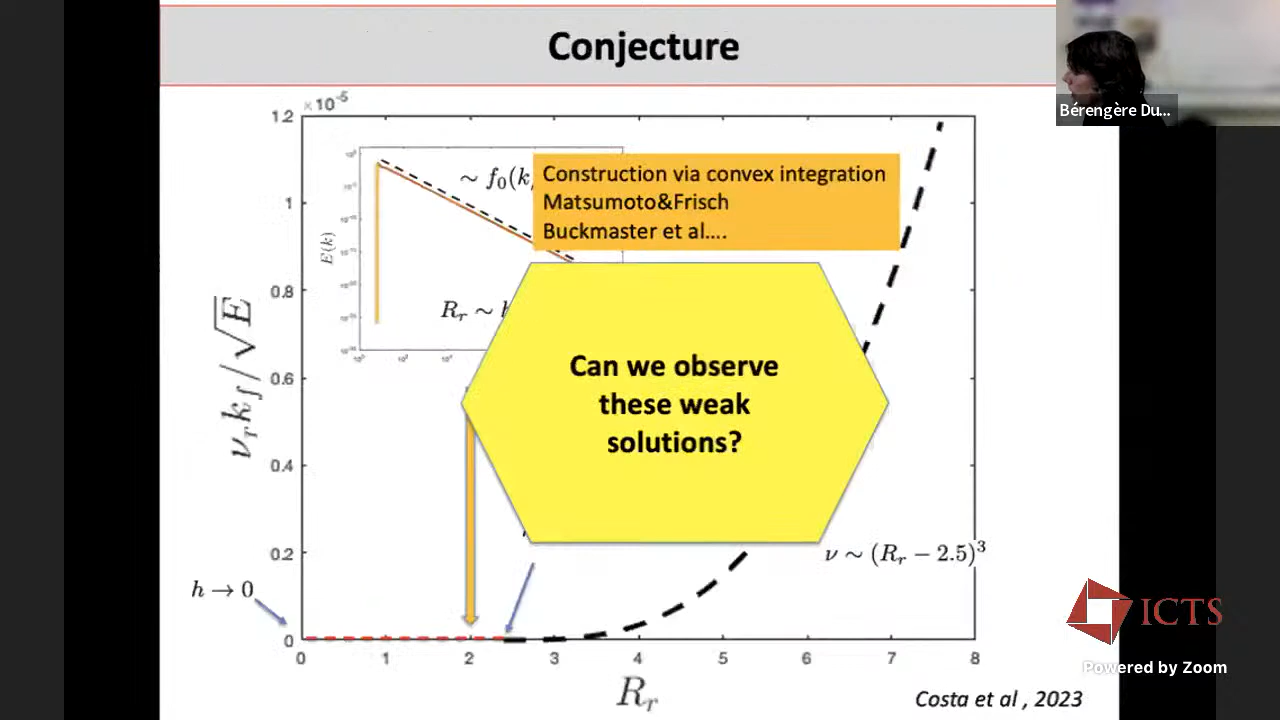 Conjecture
Bérengère Du...
×10⁻⁵
1.2
1
0.8
0.6
0.4
0.2
0
ν_r k_f / √E
E(k)
~ f₀(k
R_r ~
Construction via convex integration
Matsumoto&Frisch
Buckmaster et al....
Can we observe
these weak
solutions?
ν ~ (R_r − 2.5)³
h → 0
0 1 2 3 4 5 6 7 8
R_r
Costa et al , 2023
ICTS
Powered by Zoom